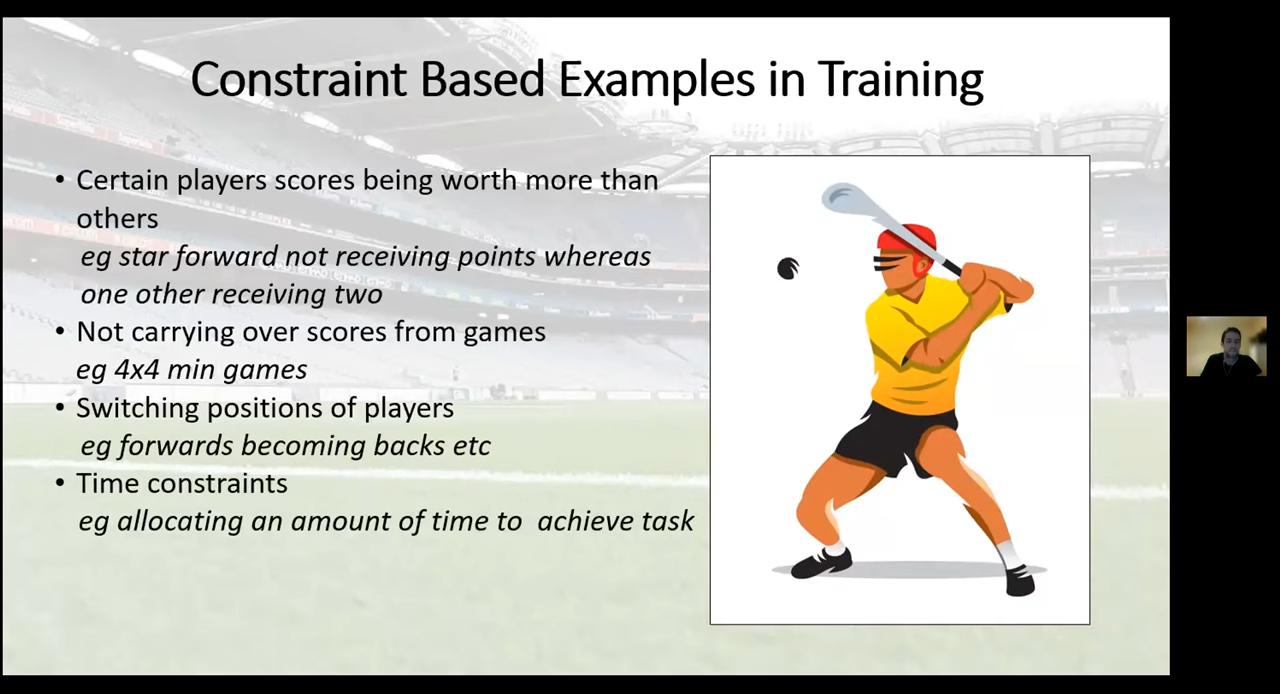 Constraint Based Examples in Training
• Certain players scores being worth more than
others
eg star forward not receiving points whereas
one other receiving two
• Not carrying over scores from games
eg 4x4 min games
• Switching positions of players
eg forwards becoming backs etc
• Time constraints
eg allocating an amount of time to achieve task